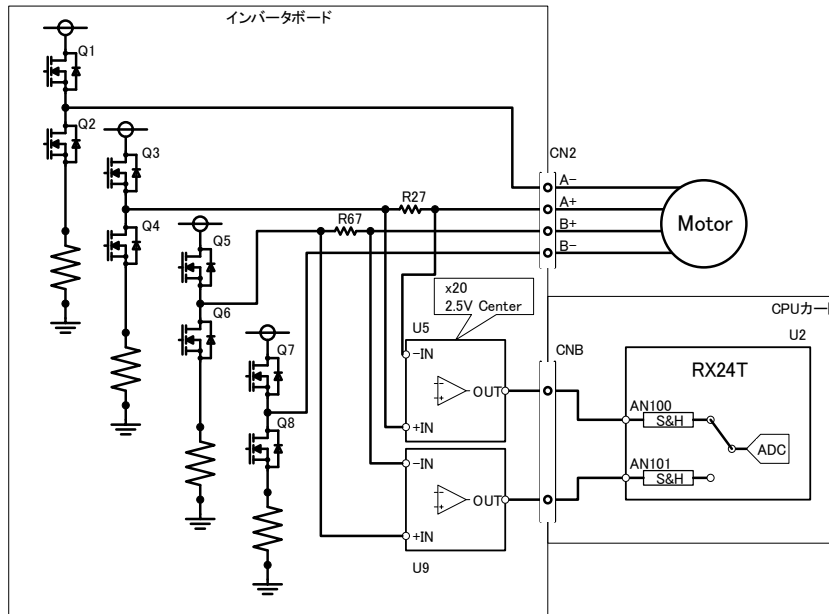 インバータボード
Q1
Q2
Q3
Q4
Q5
Q6
Q7
Q8
R27
R67
CN2
A-
A+
B+
B-
Motor
x20
2.5V Center
U5
-IN
OUT
+IN
-IN
OUT
+IN
U9
CNB
CPUカード
U2
RX24T
AN100
S&H
ADC
AN101
S&H